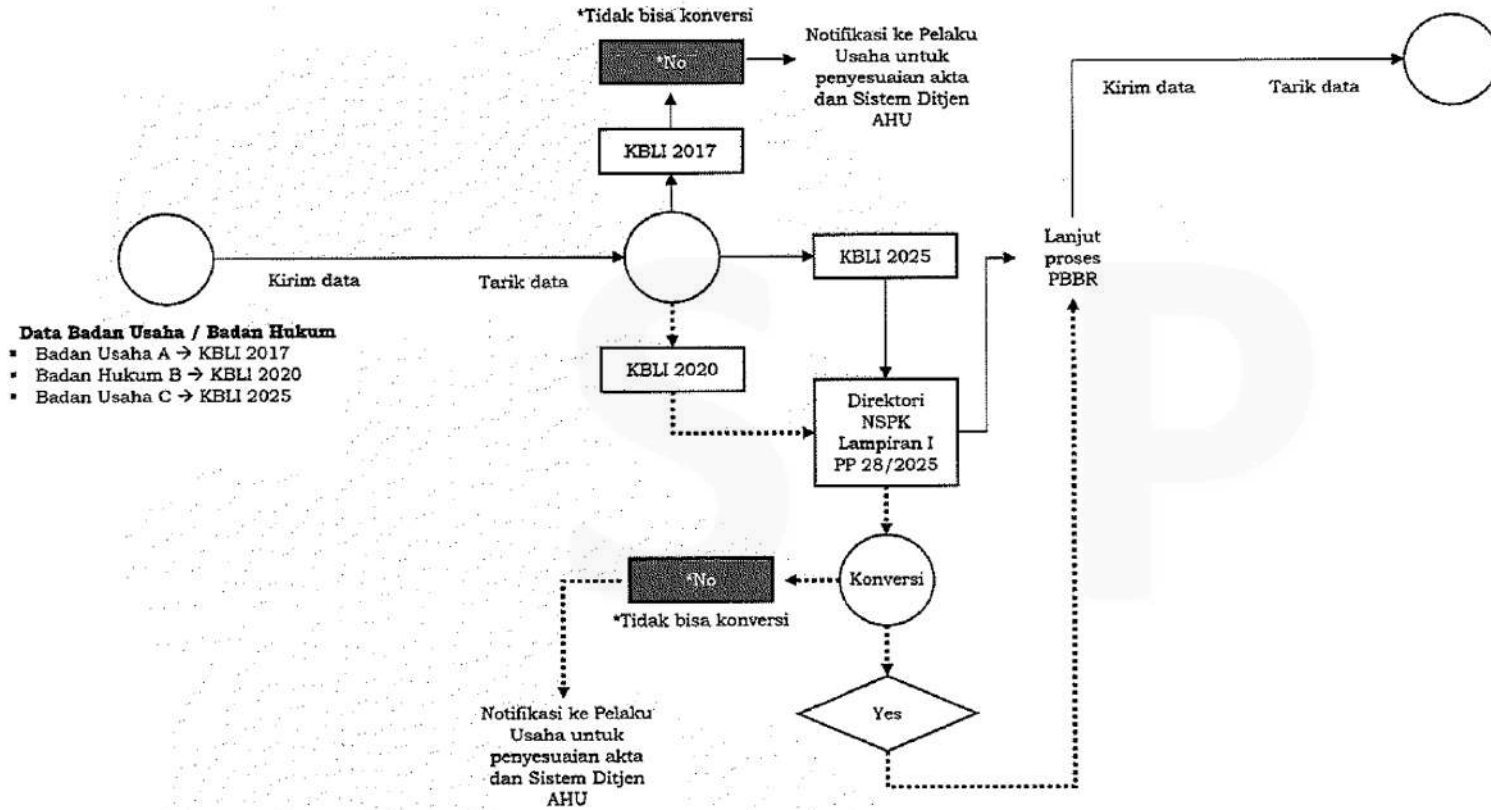 *Tidak bisa konversi
*No
Notifikasi ke Pelaku
Usaha untuk
penyesuaian akta
dan Sistem Ditjen
AHU
KBLI 2017
Kirim data
Tarik data
Kirim data
Tarik data
KBLI 2025
Lanjut
proses
PBBR
Data Badan Usaha / Badan Hukum
▪ Badan Usaha A → KBLI 2017
▪ Badan Hukum B → KBLI 2020
▪ Badan Usaha C → KBLI 2025
KBLI 2020
Direktori
NSPK
Lampiran I
PP 28/2025
Konversi
*No
*Tidak bisa konversi
Yes
Notifikasi ke Pelaku
Usaha untuk
penyesuaian akta
dan Sistem Ditjen
AHU